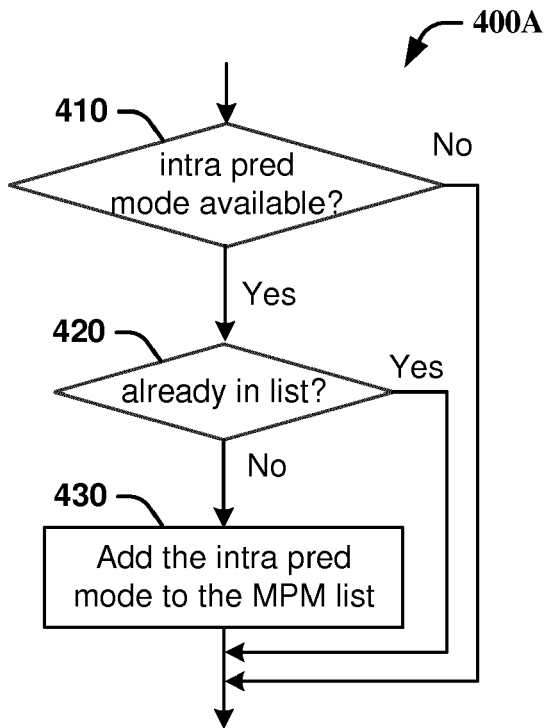 400A
410
No
intra pred
mode available?
Yes
420
Yes
already in list?
No
430
Add the intra pred
mode to the MPM list